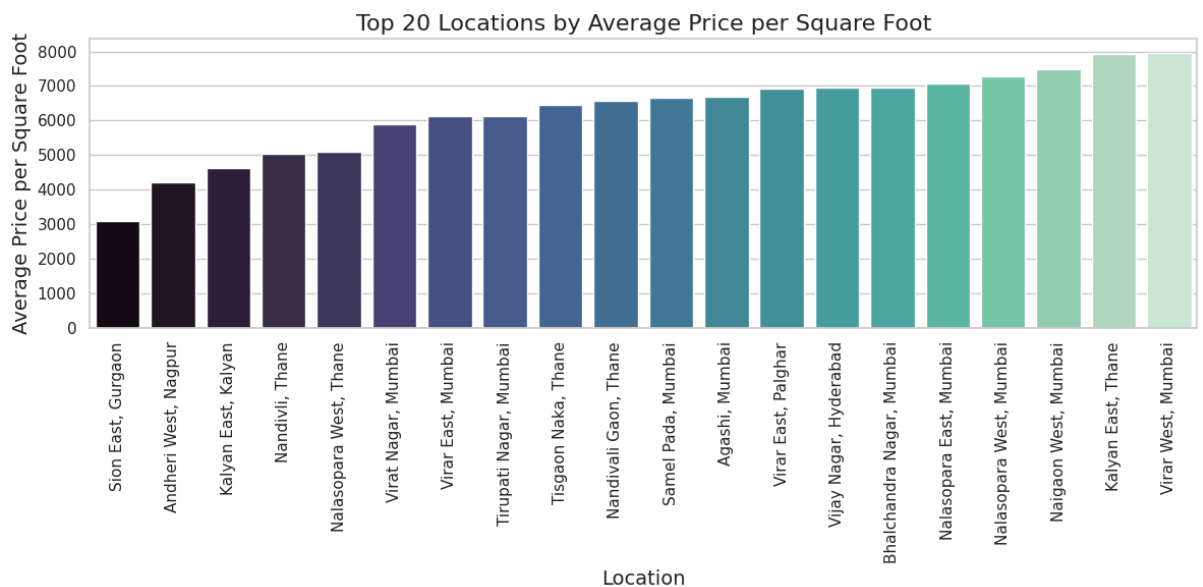 Top 20 Locations by Average Price per Square Foot
Average Price per Square Foot
8000
7000
6000
5000
4000
3000
2000
1000
0
Sion East, Gurgaon
Andheri West, Nagpur
Kalyan East, Kalyan
Nandivli, Thane
Nalasopara West, Thane
Virat Nagar, Mumbai
Virar East, Mumbai
Tirupati Nagar, Mumbai
Tisgaon Naka, Thane
Nandivali Gaon, Thane
Samel Pada, Mumbai
Agashi, Mumbai
Virar East, Palghar
Vijay Nagar, Hyderabad
Bhalchandra Nagar, Mumbai
Nalasopara East, Mumbai
Nalasopara West, Mumbai
Naigaon West, Mumbai
Kalyan East, Thane
Virar West, Mumbai
Location